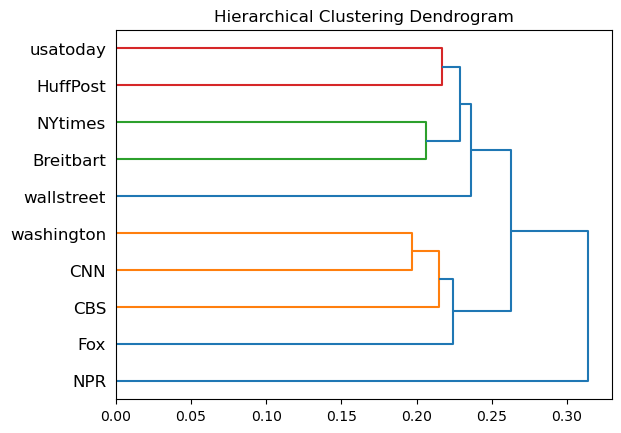 Hierarchical Clustering Dendrogram
usatoday
HuffPost
NYtimes
Breitbart
wallstreet
washington
CNN
CBS
Fox
NPR
0.00 0.05 0.10 0.15 0.20 0.25 0.30